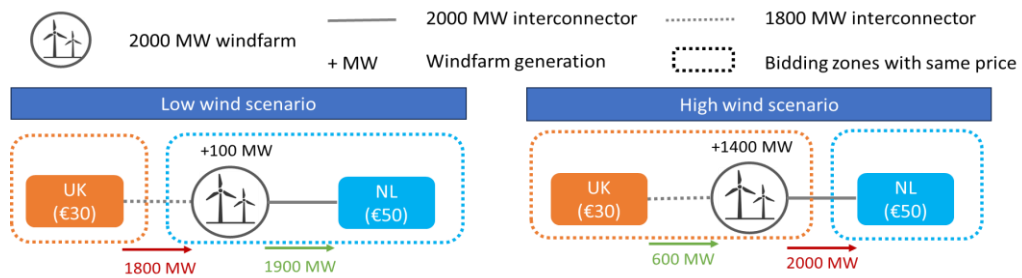 2000 MW windfarm
2000 MW interconnector
1800 MW interconnector
+ MW
Windfarm generation
Bidding zones with same price
Low wind scenario
High wind scenario
+100 MW
UK
(€30)
NL
(€50)
1800 MW
1900 MW
+1400 MW
UK
(€30)
NL
(€50)
600 MW
2000 MW